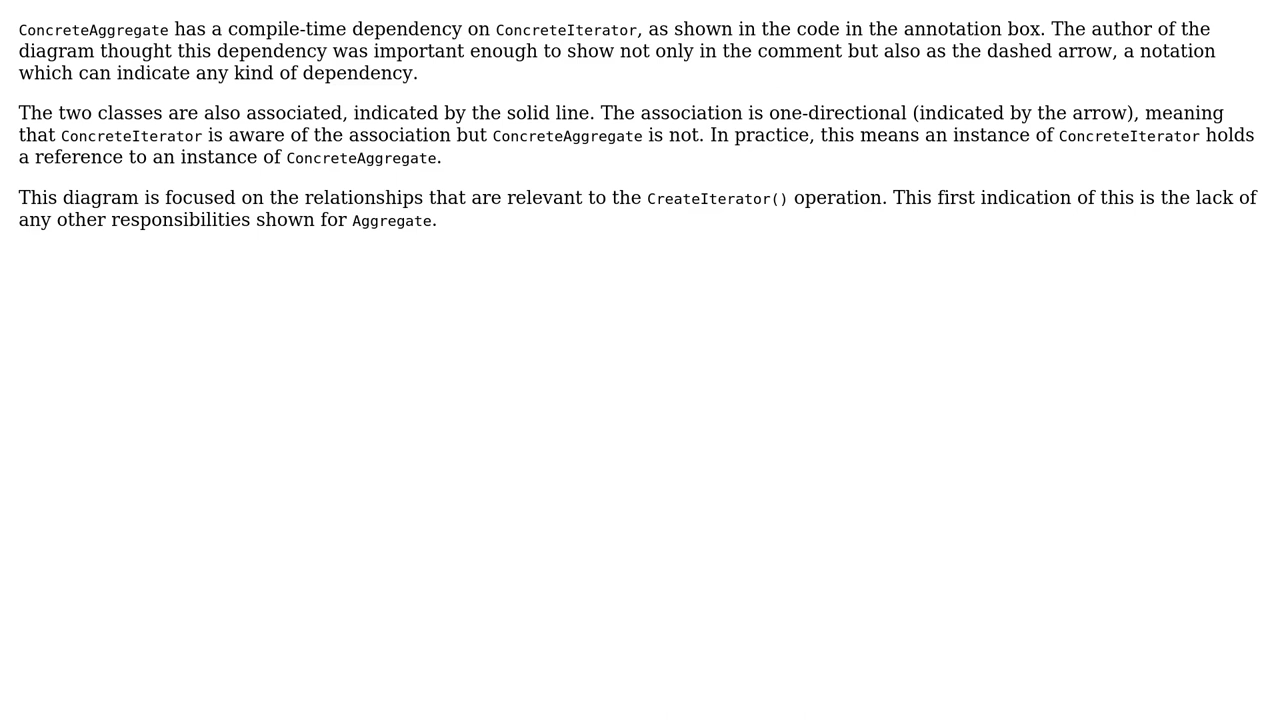 ConcreteAggregate has a compile-time dependency on ConcreteIterator, as shown in the code in the annotation box. The author of the
diagram thought this dependency was important enough to show not only in the comment but also as the dashed arrow, a notation
which can indicate any kind of dependency.
The two classes are also associated, indicated by the solid line. The association is one-directional (indicated by the arrow), meaning
that ConcreteIterator is aware of the association but ConcreteAggregate is not. In practice, this means an instance of ConcreteIterator holds
a reference to an instance of ConcreteAggregate.
This diagram is focused on the relationships that are relevant to the CreateIterator() operation. This first indication of this is the lack of
any other responsibilities shown for Aggregate.